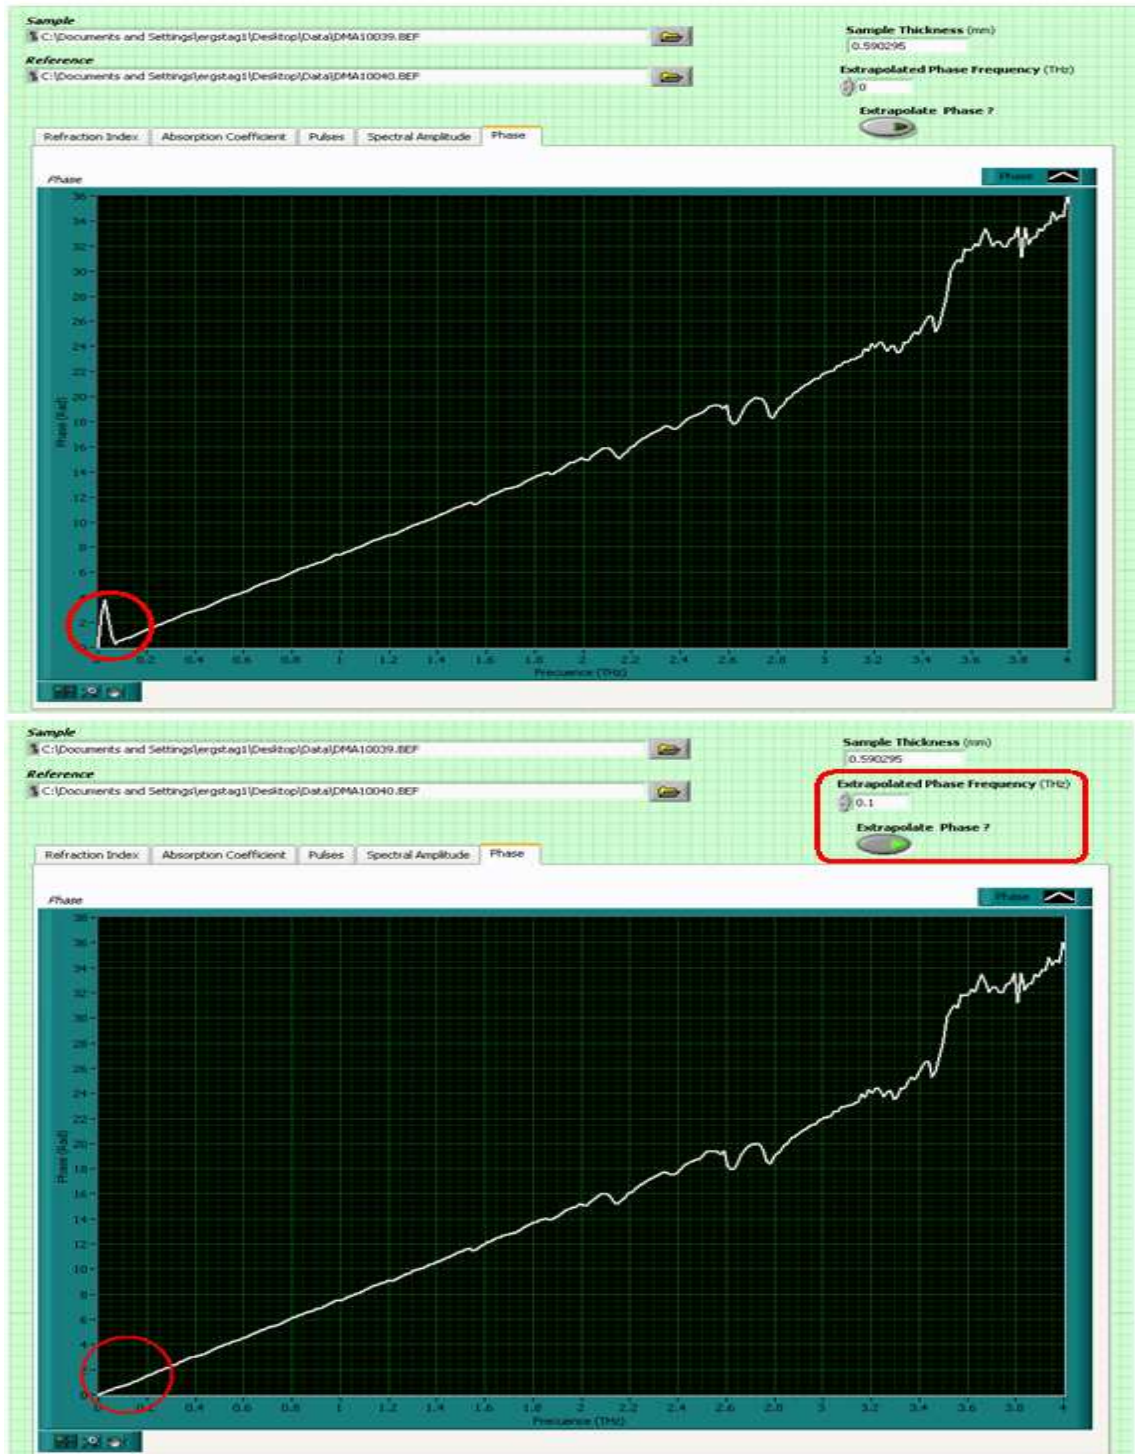 Sample
C:\Documents and Settings\ergstag1\Desktop\Data\DMA10039.BEF
Reference
C:\Documents and Settings\ergstag1\Desktop\Data\DMA10040.BEF
Sample Thickness (mm)
0.590295
Extrapolated Phase Frequency (THz)
0
Extrapolate Phase ?
Refraction Index Absorption Coefficient Pulses Spectral Amplitude Phase
Phase
Phase
36
34
32
30
28
26
24
22
20
18
16
14
12
10
8
6
2
0
Phase (Rad)
0.2 0.4 0.6 0.8 1 1.2 1.4 1.6 1.8 2 2.2 2.4 2.6 2.8 3 3.2 3.4 3.6 3.8 4
Frecuence (THz)
Sample
C:\Documents and Settings\ergstag1\Desktop\Data\DMA10039.BEF
Reference
C:\Documents and Settings\ergstag1\Desktop\Data\DMA10040.BEF
Sample Thickness (mm)
0.590295
Extrapolated Phase Frequency (THz)
0.1
Extrapolate Phase ?
Refraction Index Absorption Coefficient Pulses Spectral Amplitude Phase
Phase
Phase
38
36
34
32
30
28
26
24
22
20
18
16
14
12
10
8
6
4
2
0
Phase (Rad)
0 0.2 0.4 0.6 0.8 1 1.2 1.4 1.6 1.8 2 2.2 2.4 2.6 2.8 3 3.2 3.4 3.6 3.8 4
Frecuence (THz)